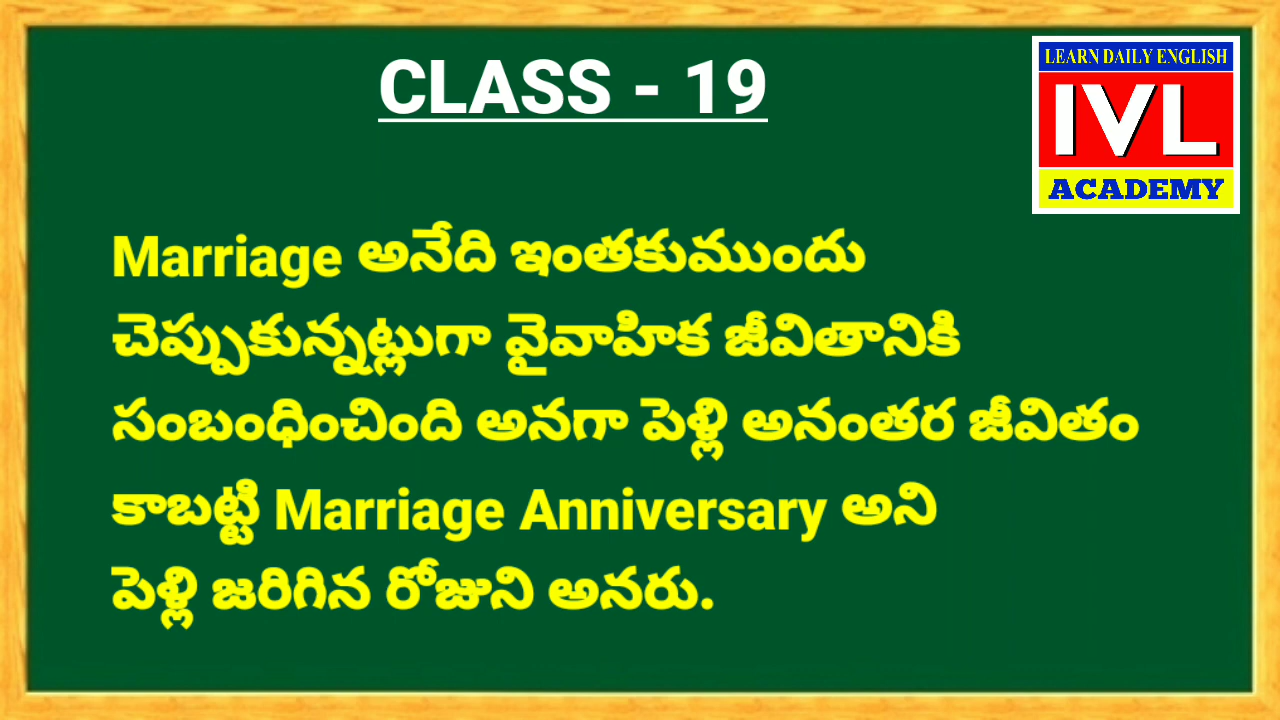 CLASS - 19
LEARN DAILY ENGLISH
IVL
ACADEMY
Marriage అనేది ఇంతకుముందు
చెప్పుకున్నట్లుగా వైవాహిక జీవితానికి
సంబంధించింది అనగా పెళ్లి అనంతర జీవితం
కాబట్టి Marriage Anniversary అని
పెళ్లి జరిగిన రోజుని అనరు.